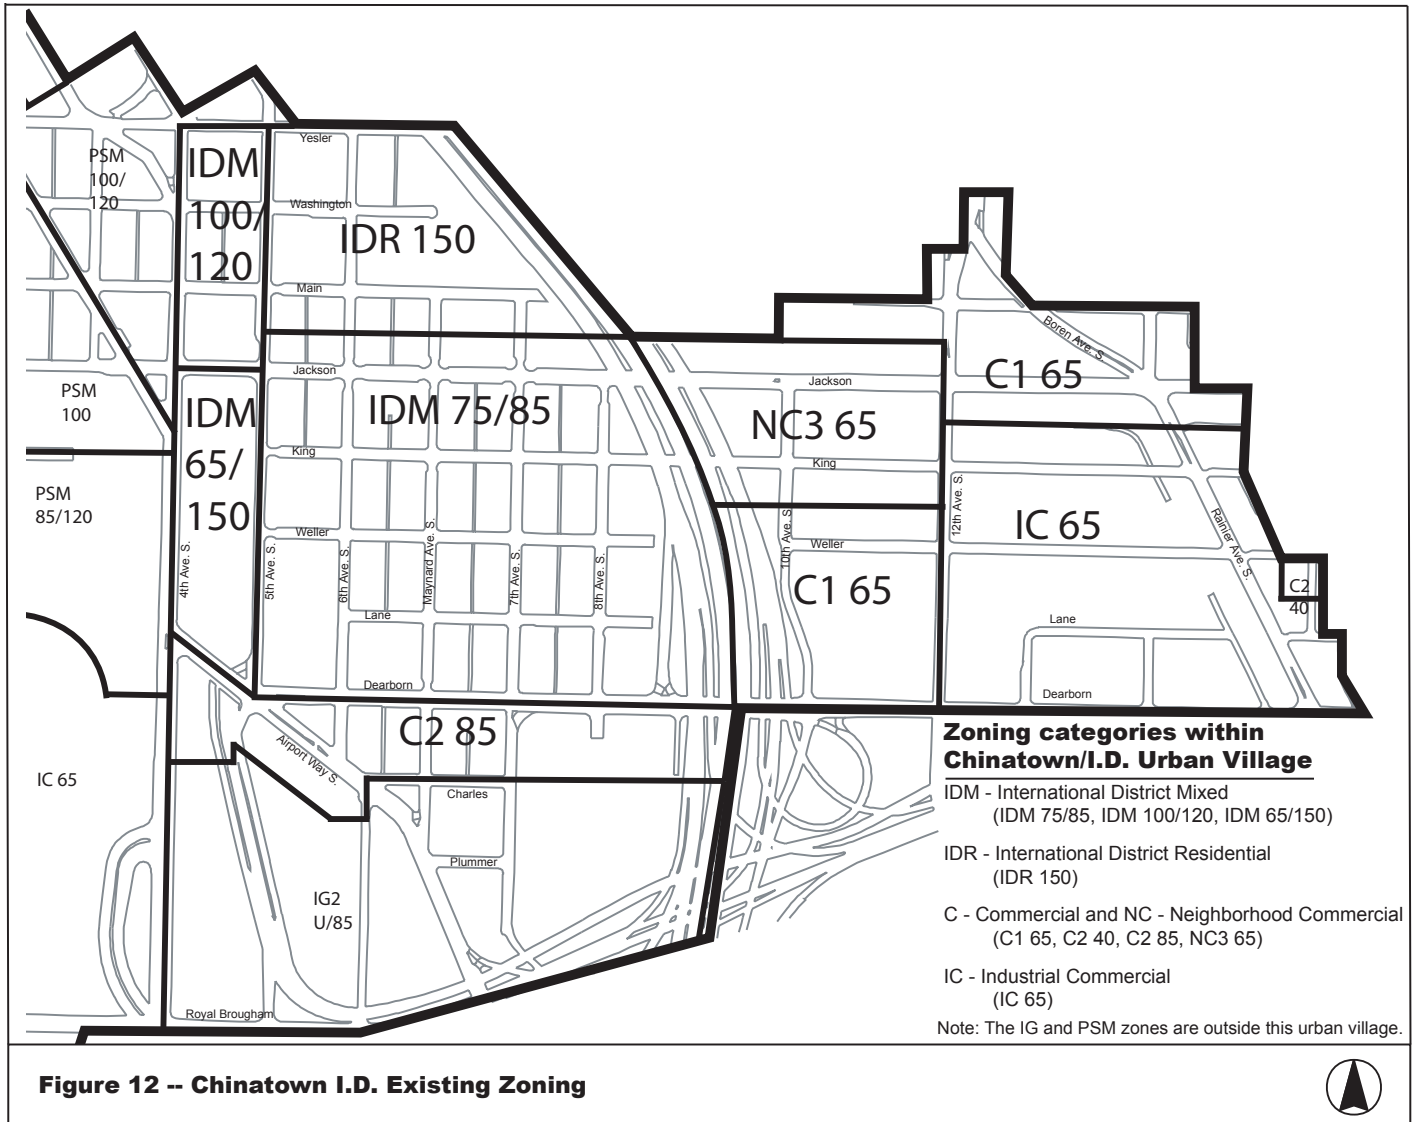 Yesler
PSM
100/
120
IDM
100/
120
Washington
IDR 150
Main
Boren Ave. S.
C1 65
Jackson
Jackson
PSM
100
IDM
65/
150
IDM 75/85
NC3 65
King
King
PSM
85/120
Weller
Weller
IC 65
12th Ave. S.
Rainier Ave. S.
4th Ave. S.
5th Ave. S.
6th Ave. S.
Maynard Ave. S.
7th Ave. S.
8th Ave. S.
10th Ave. S.
C1 65
C2
40
Lane
Lane
Dearborn
Dearborn
C2 85
Airport Way S.
IC 65
Charles
Plummer
IG2
U/85
Royal Brougham
Zoning categories within
Chinatown/I.D. Urban Village
IDM - International District Mixed
(IDM 75/85, IDM 100/120, IDM 65/150)
IDR - International District Residential
(IDR 150)
C - Commercial and NC - Neighborhood Commercial
(C1 65, C2 40, C2 85, NC3 65)
IC - Industrial Commercial
(IC 65)
Note: The IG and PSM zones are outside this urban village.
Figure 12 -- Chinatown I.D. Existing Zoning